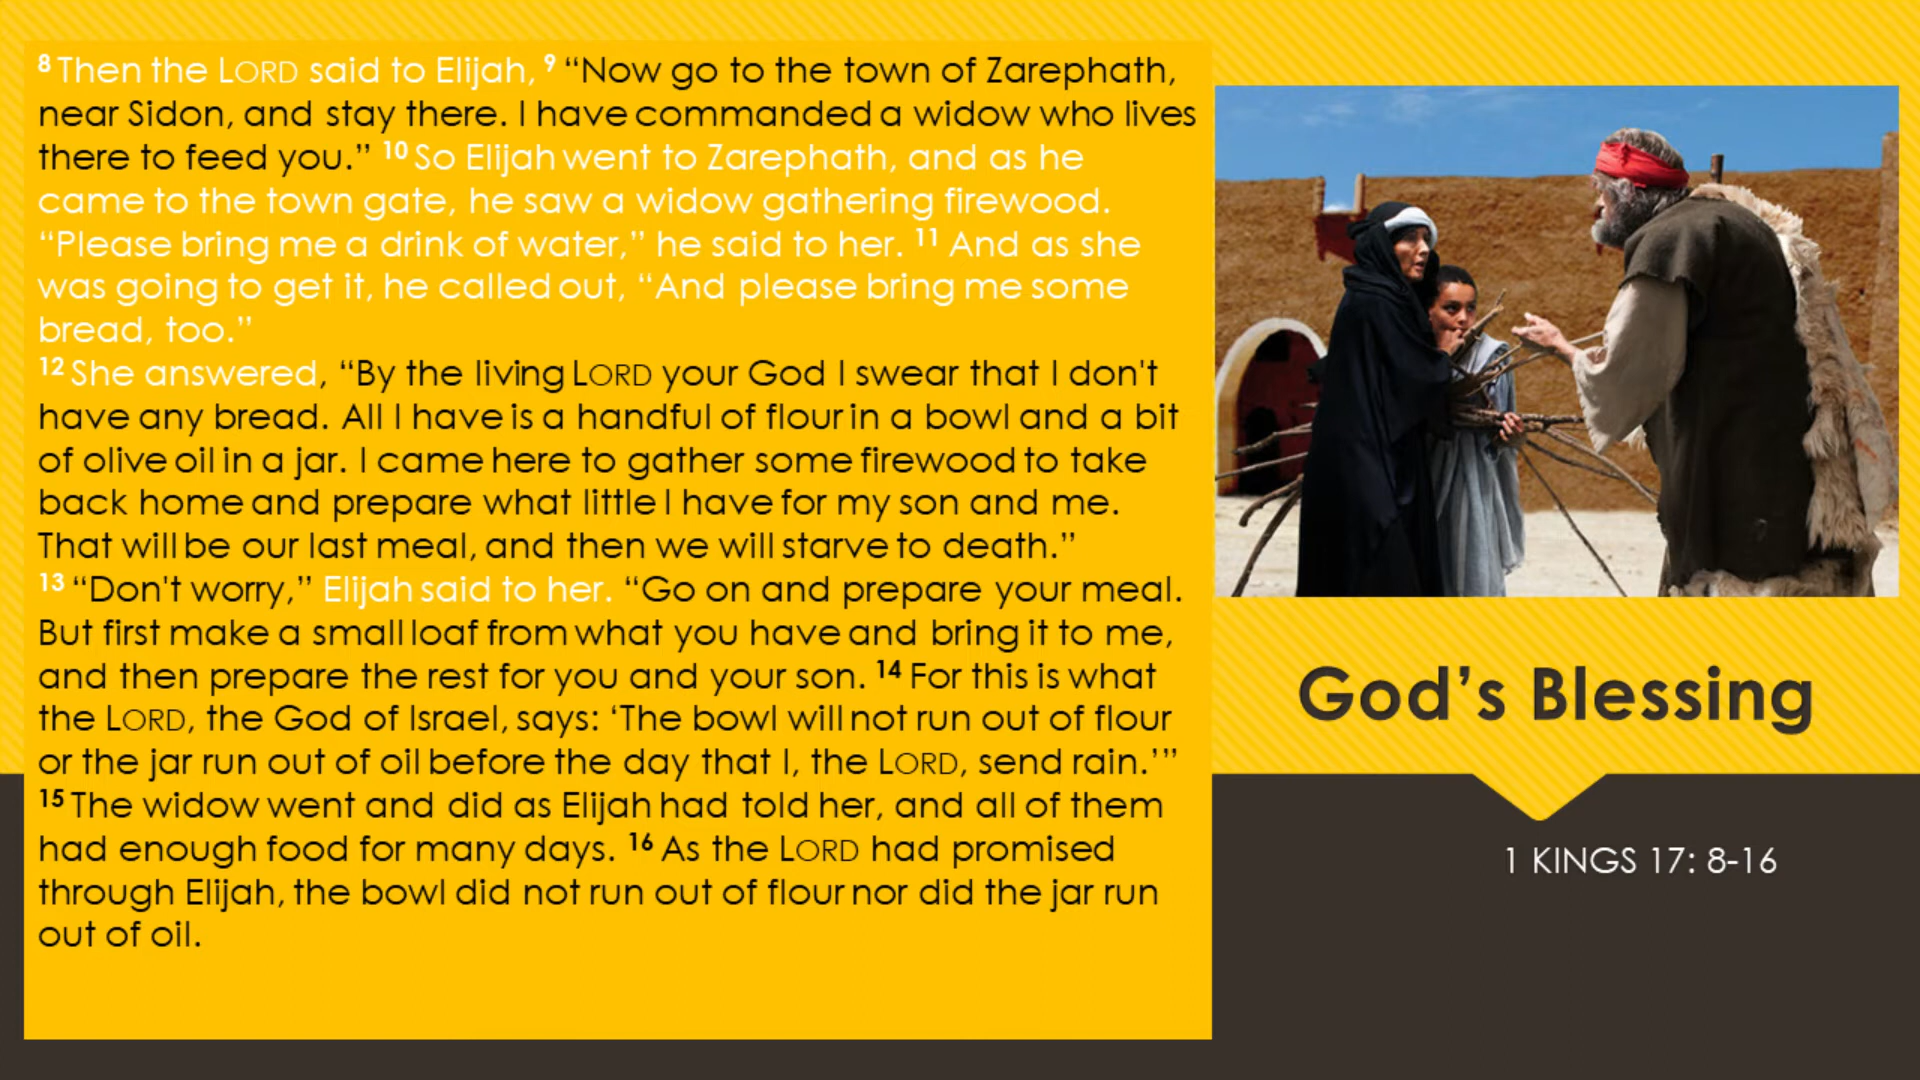 8 Then the LORD said to Elijah, 9 “Now go to the town of Zarephath,
near Sidon, and stay there. I have commanded a widow who lives
there to feed you.” 10 So Elijah went to Zarephath, and as he
came to the town gate, he saw a widow gathering firewood.
“Please bring me a drink of water,” he said to her. 11 And as she
was going to get it, he called out, “And please bring me some
bread, too.”
12 She answered, “By the living LORD your God I swear that I don't
have any bread. All I have is a handful of flour in a bowl and a bit
of olive oil in a jar. I came here to gather some firewood to take
back home and prepare what little I have for my son and me.
That will be our last meal, and then we will starve to death.”
13 “Don't worry,” Elijah said to her. “Go on and prepare your meal.
But first make a small loaf from what you have and bring it to me,
and then prepare the rest for you and your son. 14 For this is what
the LORD, the God of Israel, says: ‘The bowl will not run out of flour
or the jar run out of oil before the day that I, the LORD, send rain.’”
15 The widow went and did as Elijah had told her, and all of them
had enough food for many days. 16 As the LORD had promised
through Elijah, the bowl did not run out of flour nor did the jar run
out of oil.
God’s Blessing
1 KINGS 17: 8-16